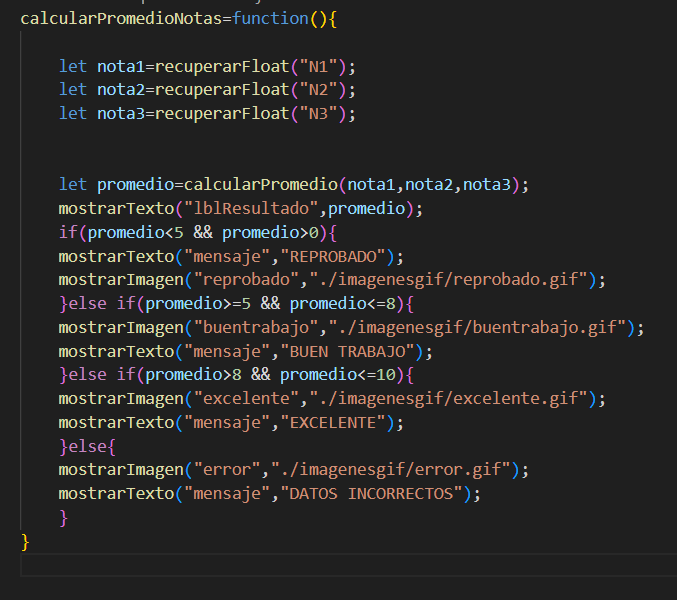 calcularPromedioNotas=function(){
let nota1=recuperarFloat("N1");
let nota2=recuperarFloat("N2");
let nota3=recuperarFloat("N3");
let promedio=calcularPromedio(nota1,nota2,nota3);
mostrarTexto("lblResultado",promedio);
if(promedio<5 && promedio>0){
mostrarTexto("mensaje","REPROBADO");
mostrarImagen("reprobado","./imagenesgif/reprobado.gif");
}else if(promedio>=5 && promedio<=8){
mostrarImagen("buentrabajo","./imagenesgif/buentrabajo.gif");
mostrarTexto("mensaje","BUEN TRABAJO");
}else if(promedio>8 && promedio<=10){
mostrarImagen("excelente","./imagenesgif/excelente.gif");
mostrarTexto("mensaje","EXCELENTE");
}else{
mostrarImagen("error","./imagenesgif/error.gif");
mostrarTexto("mensaje","DATOS INCORRECTOS");
}
}